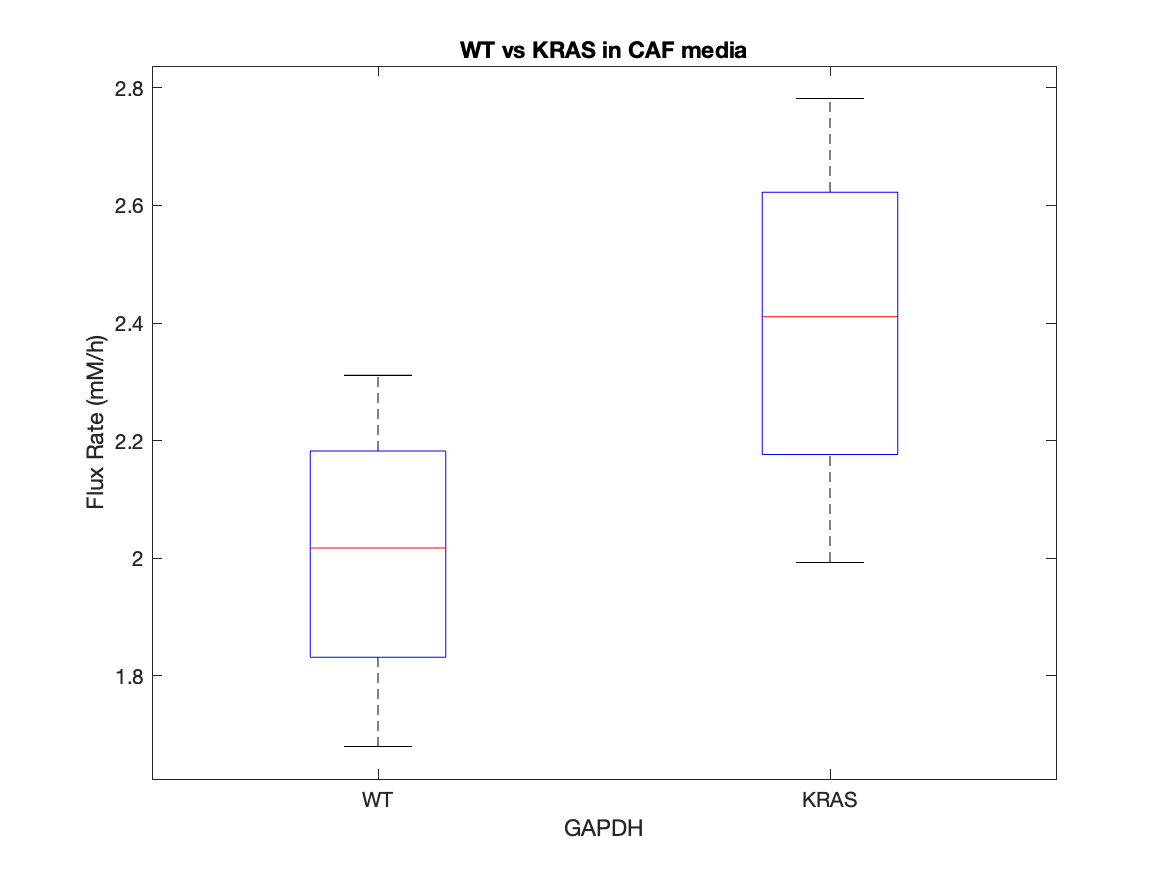 WT vs KRAS in CAF media
Flux Rate (mM/h)
2.8
2.6
2.4
2.2
2
1.8
WT KRAS
GAPDH